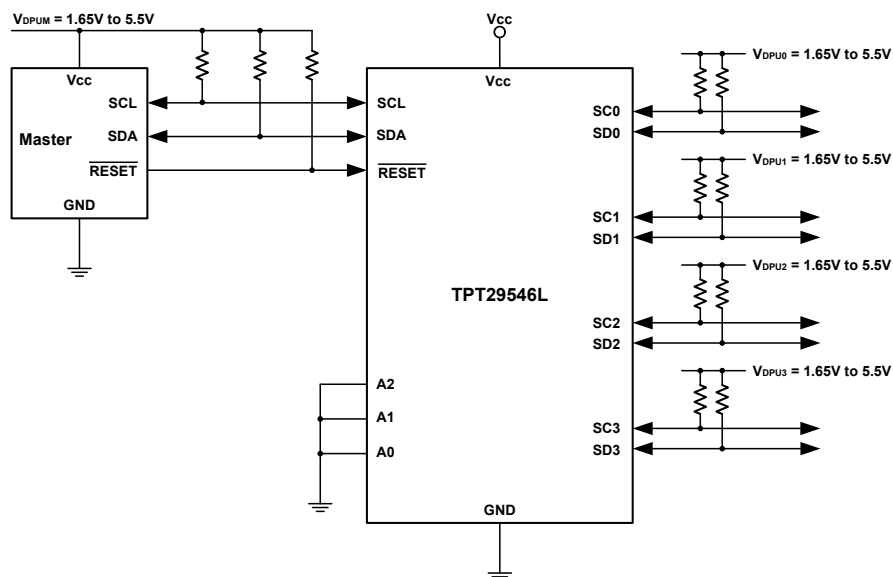 VDPUM = 1.65V to 5.5V
Vcc
SCL
SDA
Master
RESET
GND
Vcc
Vcc
SCL
SDA
RESET
TPT29546L
A2
A1
A0
GND
SC0
SD0
SC1
SD1
SC2
SD2
SC3
SD3
VDPU0 = 1.65V to 5.5V
VDPU1 = 1.65V to 5.5V
VDPU2 = 1.65V to 5.5V
VDPU3 = 1.65V to 5.5V